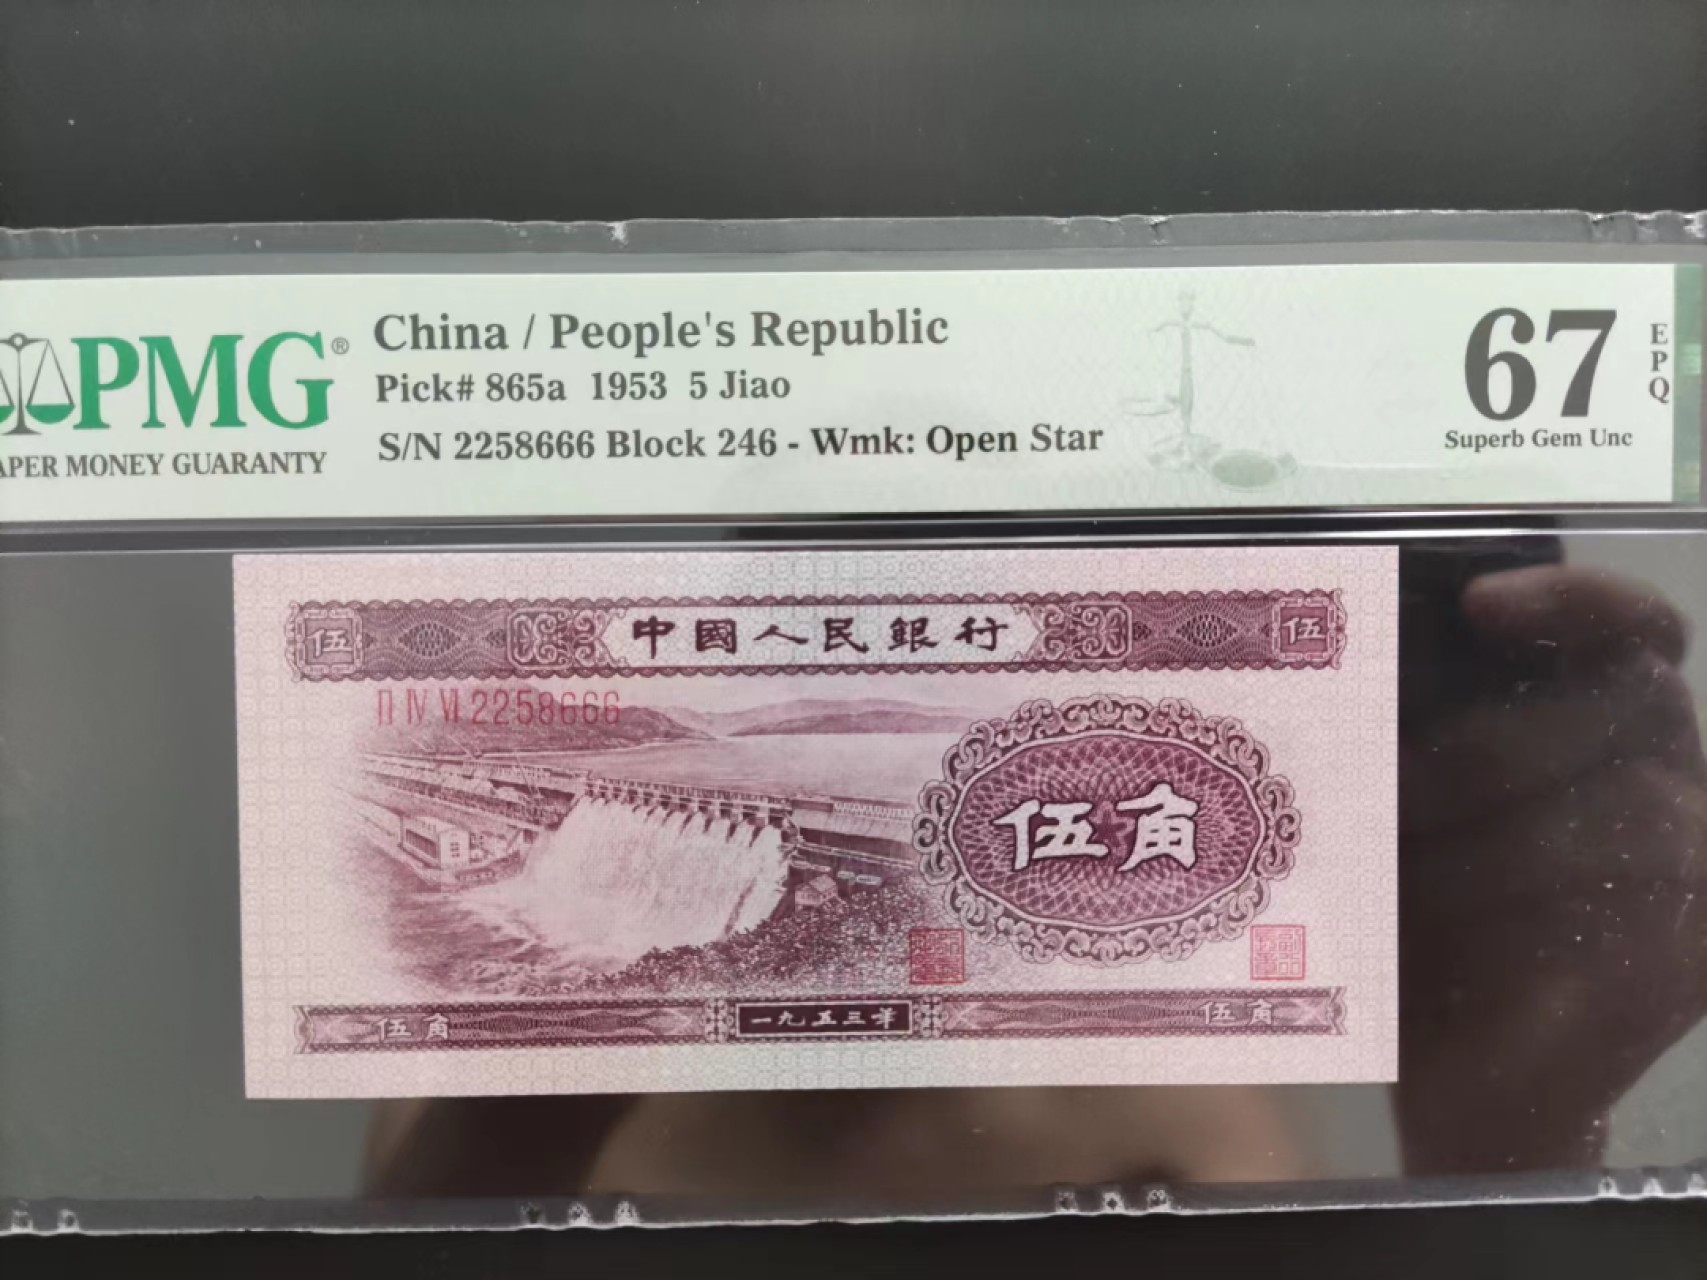 PMG®
APER MONEY GUARANTY
China / People's Republic
Pick# 865a 1953 5 Jiao
S/N 2258666 Block 246 - Wmk: Open Star
67
EPQ
Superb Gem Unc
伍 中國人民銀行 伍
II IV VI 2258666
伍角
伍角 一九五三年 伍角